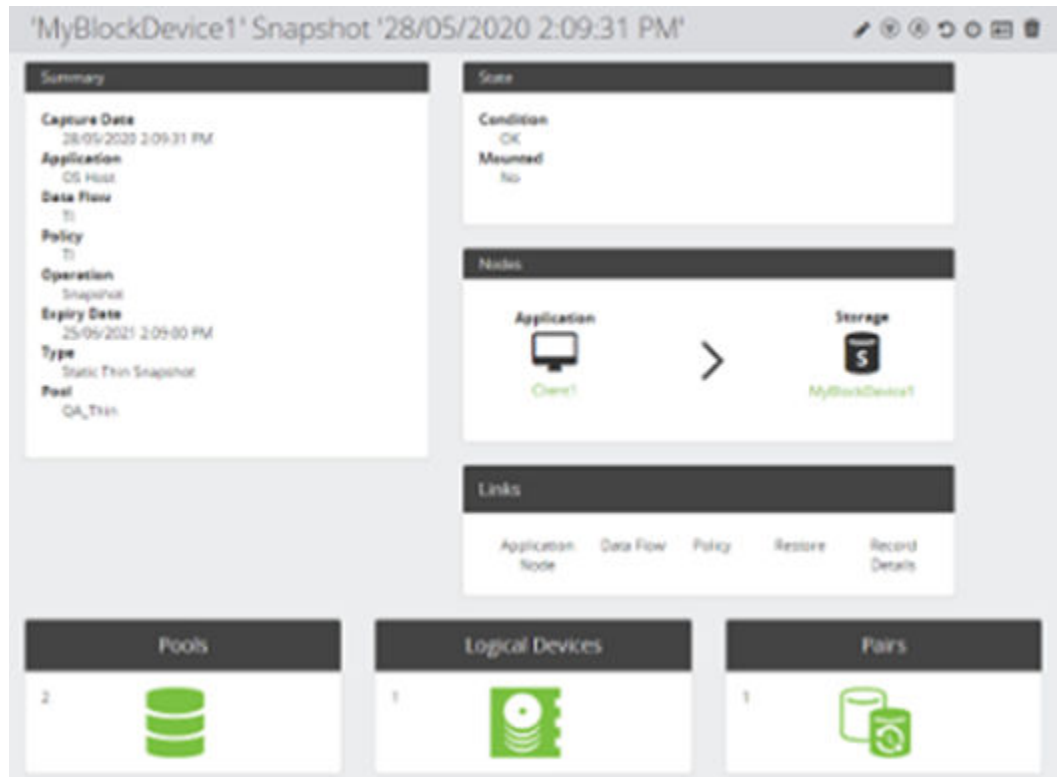 'MyBlockDevice1' Snapshot '28/05/2020 2:09:31 PM'
Summary
Capture Date
28/05/2020 2:09:31 PM
Application
OS Host
Data Flow
TI
Policy
TI
Operation
Snapshot
Expiry Date
25/06/2021 2:09:00 PM
Type
Static Thin Snapshot
Pool
QA_Thin
State
Condition
OK
Mounted
No
Nodes
Application
Storage
S
Client1
MyBlockDevice1
Links
Application Data Flow Policy Restore Record
Node Details
Pools
2
Logical Devices
1
Pairs
1